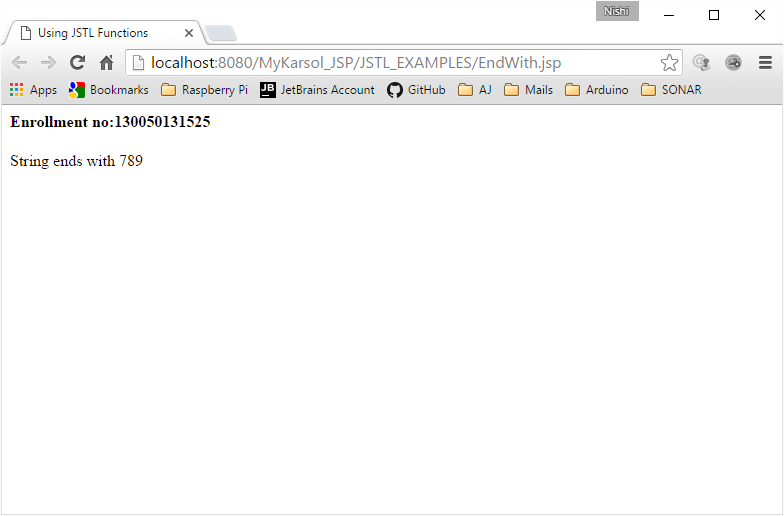 Nishi
Using JSTL Functions
localhost:8080/MyKarsol_JSP/JSTL_EXAMPLES/EndWith.jsp
Apps Bookmarks Raspberry Pi JB JetBrains Account GitHub AJ Mails Arduino SONAR
Enrollment no:130050131525
String ends with 789